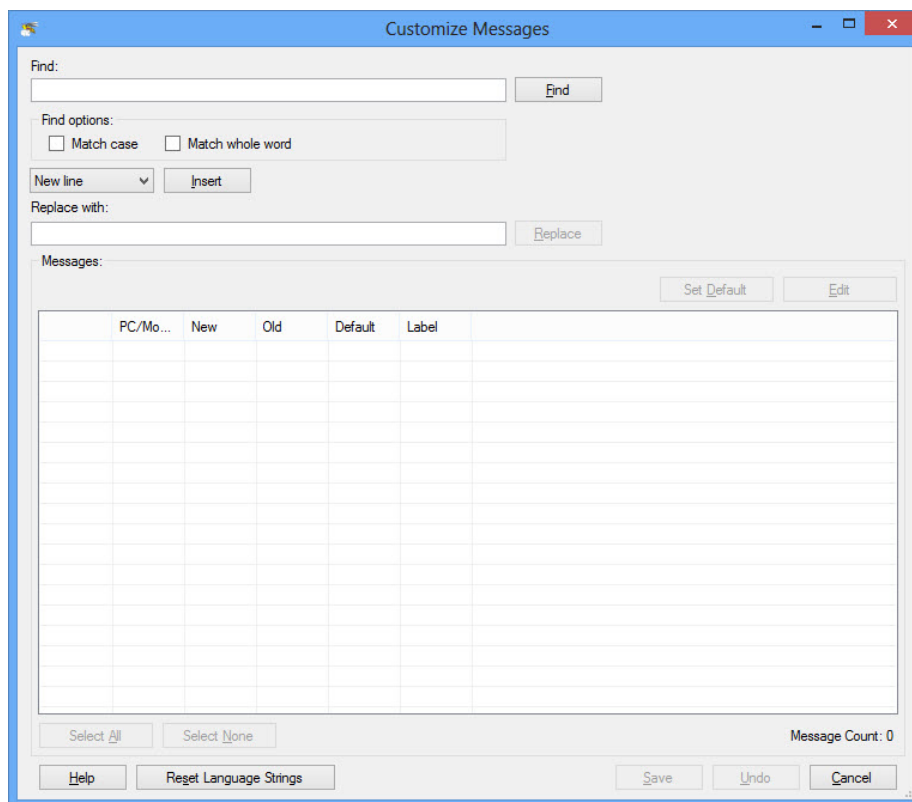 Customize Messages
Find:
Find
Find options:
Match case Match whole word
New line Insert
Replace with:
Replace
Messages:
Set Default Edit
PC/Mo... New Old Default Label
Select All Select None Message Count: 0
Help Reset Language Strings Save Undo Cancel